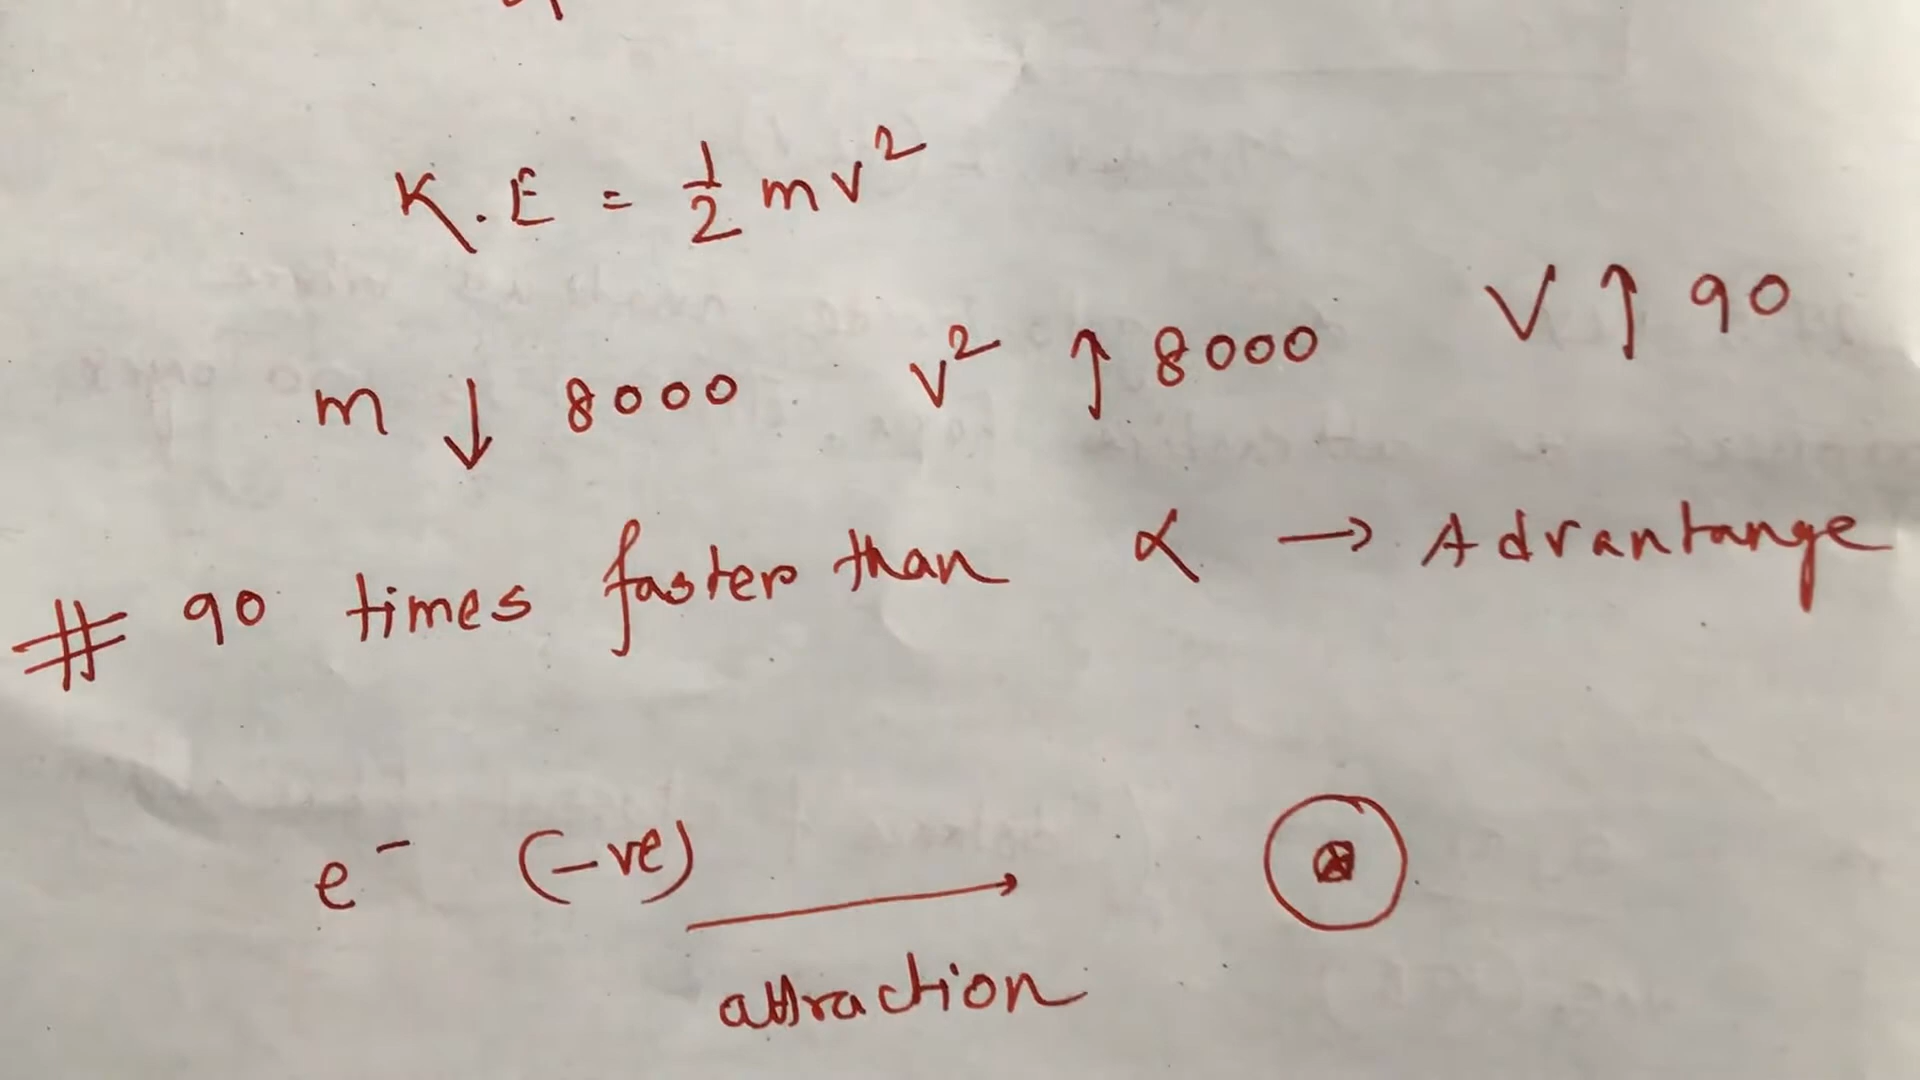 K.E = 1/2 mv²
m ↓ 8000 v² ↑ 8000 V ↑ 90
# 90 times faster than α → Advantange
e⁻ (-ve) →
attraction